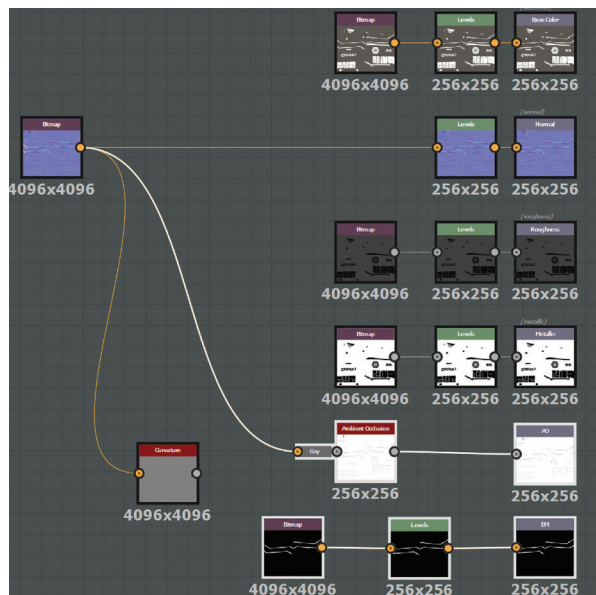 Bitmap Levels Base Color
4096x4096 256x256 256x256
(normal)
Bitmap Levels Normal
4096x4096 256x256 256x256
(roughness)
Bitmap Levels Roughness
4096x4096 256x256 256x256
(metallic)
Bitmap Levels Metallic
4096x4096 256x256 256x256
Ambient Occlusion AO
Gry
256x256 256x256
Curvature
4096x4096
Bitmap Levels EM
4096x4096 256x256 256x256